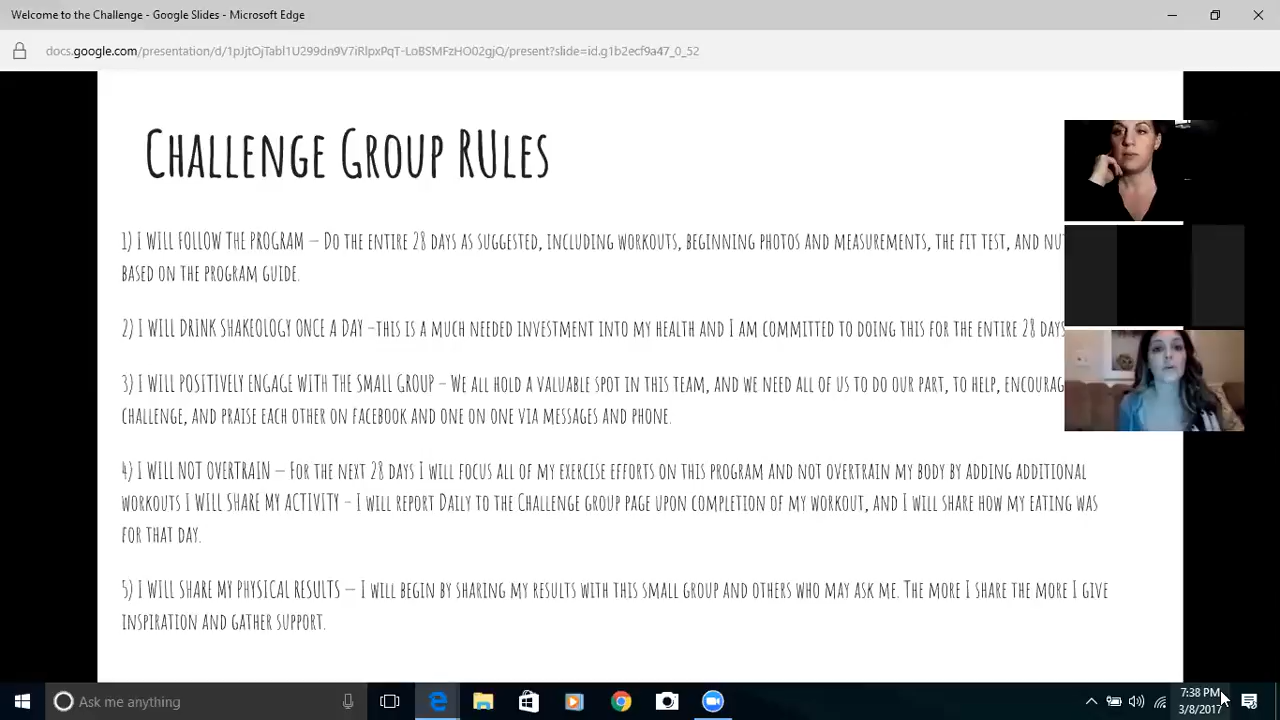 Welcome to the Challenge - Google Slides - Microsoft Edge
docs.google.com/presentation/d/1pJjtOjTabl1U299dn9V7iRlpxPqT-LoBSMFzHO02gjQ/present?slide=id.g1b2ecf9a47_0_52
Challenge Group RUles
1) I WILL FOLLOW THE PROGRAM – Do the entire 28 days as suggested, including workouts, beginning photos and measurements, the fit test, and
based on the program guide.
2) I WILL DRINK SHAKEOLOGY ONCE A DAY –this is a much needed investment into my health and I am committed to doing this for the entire 28 days
3) I WILL POSITIVELY ENGAGE WITH THE SMALL GROUP – We all hold a valuable spot in this team, and we need all of us to do our part, to help,
challenge, and praise each other on facebook and one on one via messages and phone.
4) I WILL NOT OVERTRAIN – For the next 28 days I will focus all of my exercise efforts on this program and not overtrain my body by adding additional
workouts I WILL SHARE MY ACTIVITY – I will report Daily to the Challenge group page upon completion of my workout, and I will share how my eating was
for that day.
5) I WILL SHARE MY PHYSICAL RESULTS – I will begin by sharing my results with this small group and others who may ask me. The more I share the more I give
inspiration and gather support.
Ask me anything
7:38 PM
3/8/2017